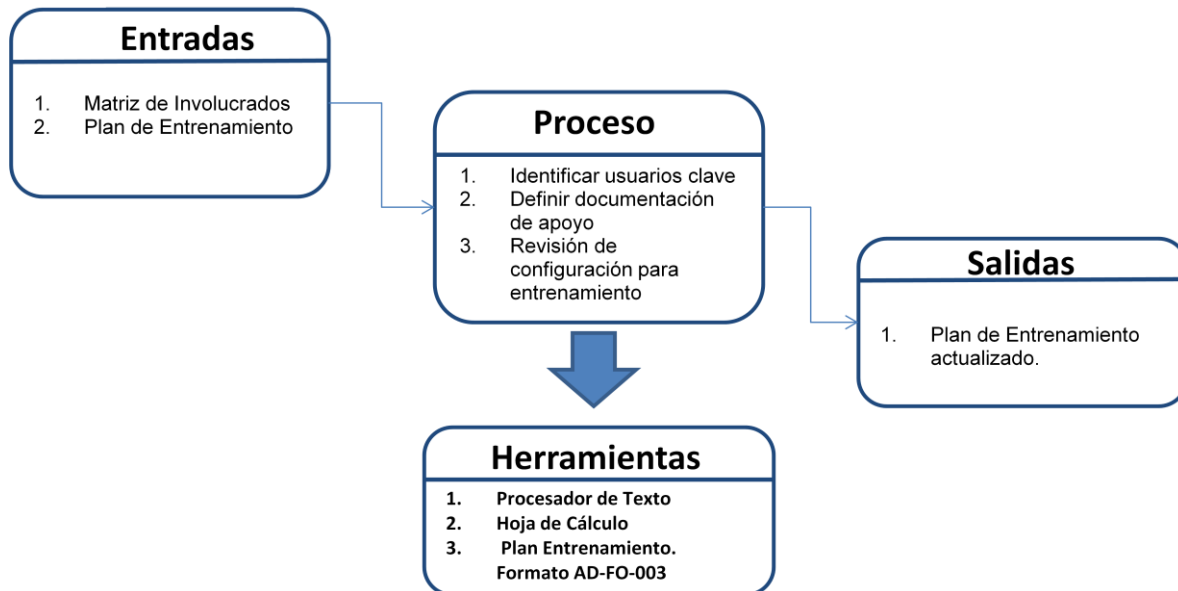 Entradas
1. Matriz de Involucrados
2. Plan de Entrenamiento
Proceso
1. Identificar usuarios clave
2. Definir documentación
de apoyo
3. Revisión de
configuración para
entrenamiento
Salidas
1. Plan de Entrenamiento
actualizado.
Herramientas
1. Procesador de Texto
2. Hoja de Cálculo
3. Plan Entrenamiento.
Formato AD-FO-003